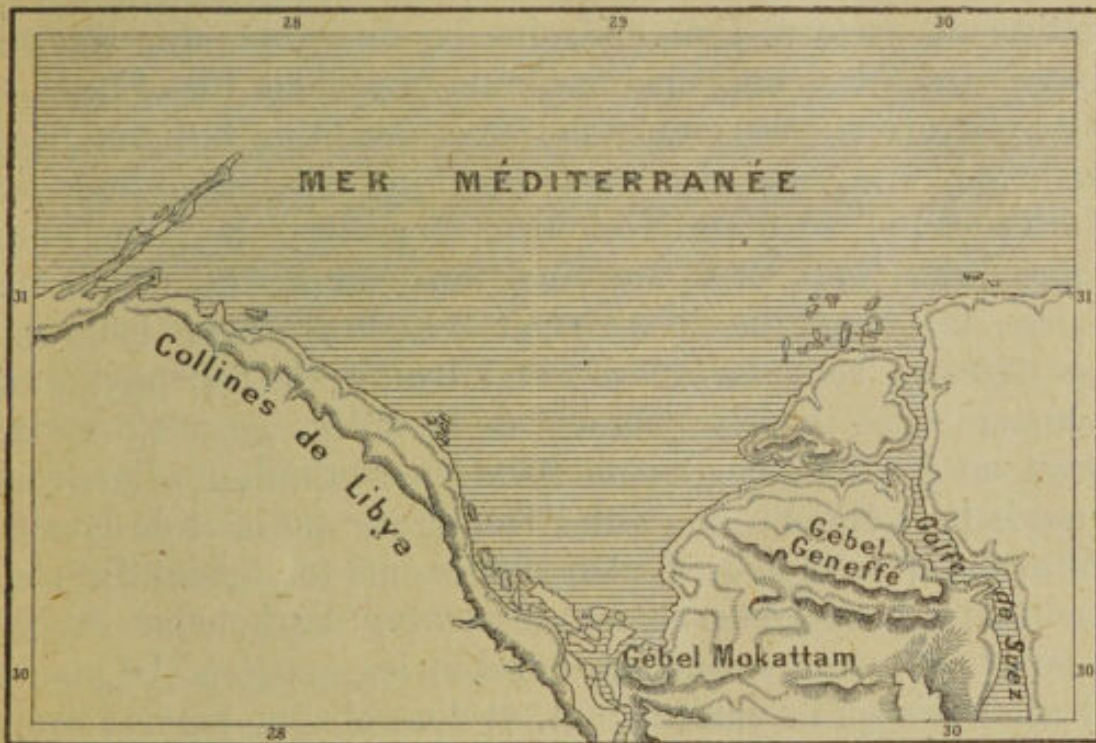 28 29 30
MER MÉDITERRANÉE
31 31
Collines de Libye
Gébel
Geneffe
Golfe de Suez
Gébel Mokattam
30 30
28 30